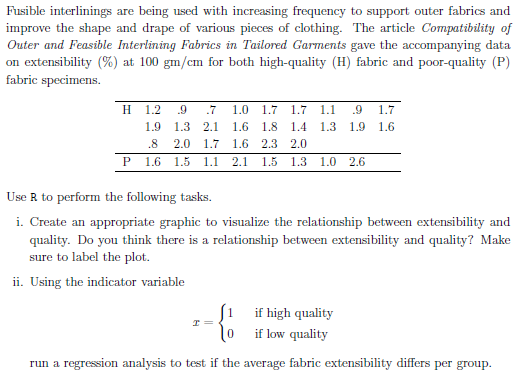 Fusible interlinings are being used with increasing frequency to support outer fabrics and
improve the shape and drape of various pieces of clothing. The article Compatibility of
Outer and Feasible Interlining Fabrics in Tailored Garments gave the accompanying data
on extensibility (%) at 100 gm/cm for both high-quality (H) fabric and poor-quality (P)
fabric specimens.
H 1.2 .9 .7 1.0 1.7 1.7 1.1 .9 1.7
1.9 1.3 2.1 1.6 1.8 1.4 1.3 1.9 1.6
.8 2.0 1.7 1.6 2.3 2.0
P 1.6 1.5 1.1 2.1 1.5 1.3 1.0 2.6
Use R to perform the following tasks.
i. Create an appropriate graphic to visualize the relationship between extensibility and
quality. Do you think there is a relationship between extensibility and quality? Make
sure to label the plot.
ii. Using the indicator variable
x = { 1 if high quality
0 if low quality
run a regression analysis to test if the average fabric extensibility differs per group.